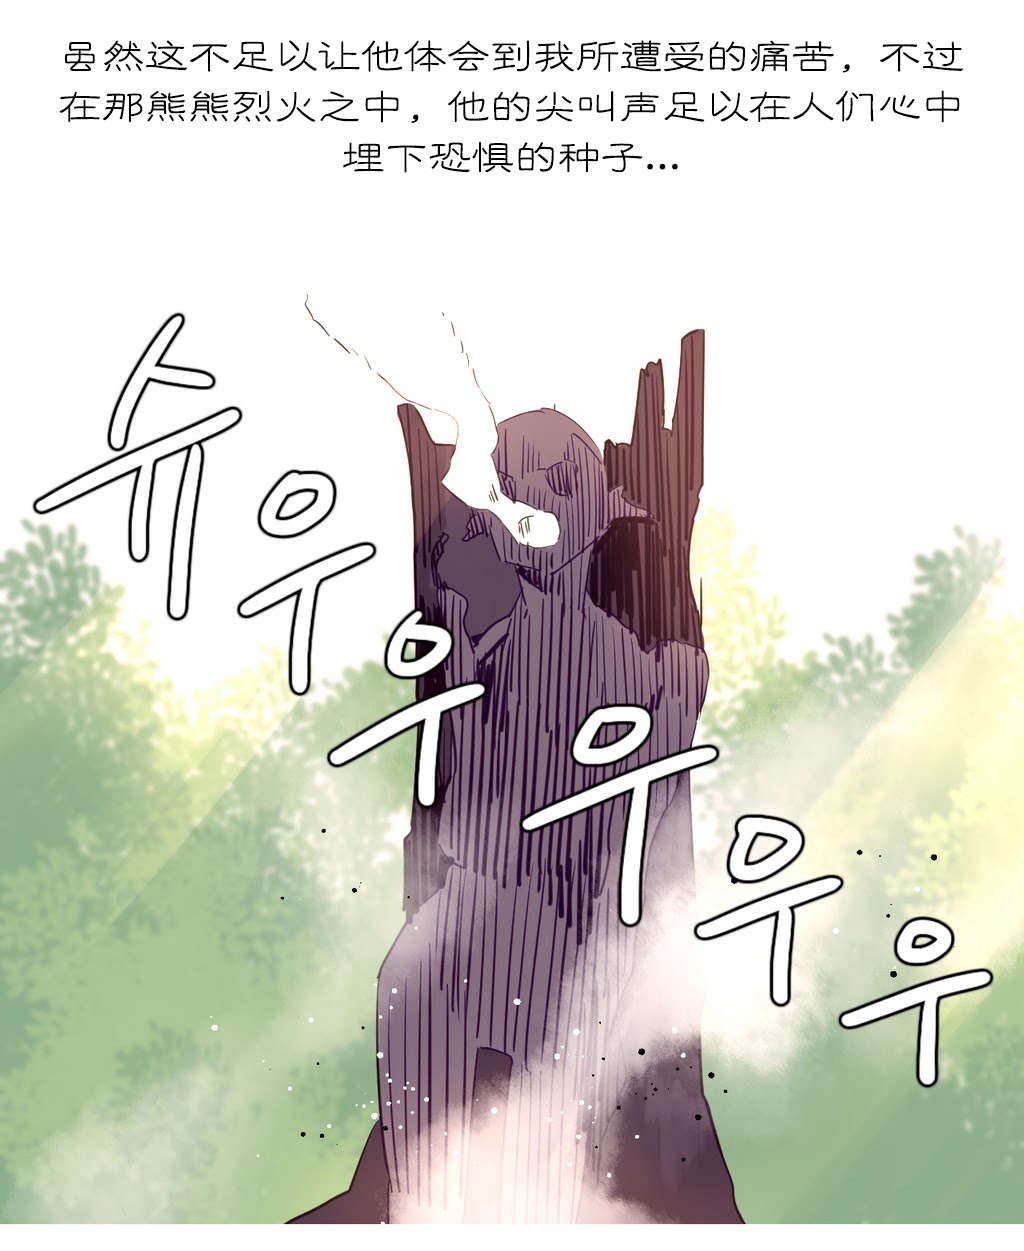 虽然这不足以让他体会到我所遭受的痛苦，不过
在那熊熊烈火之中，他的尖叫声足以在人们心中
埋下恐惧的种子...
슈우우우우우